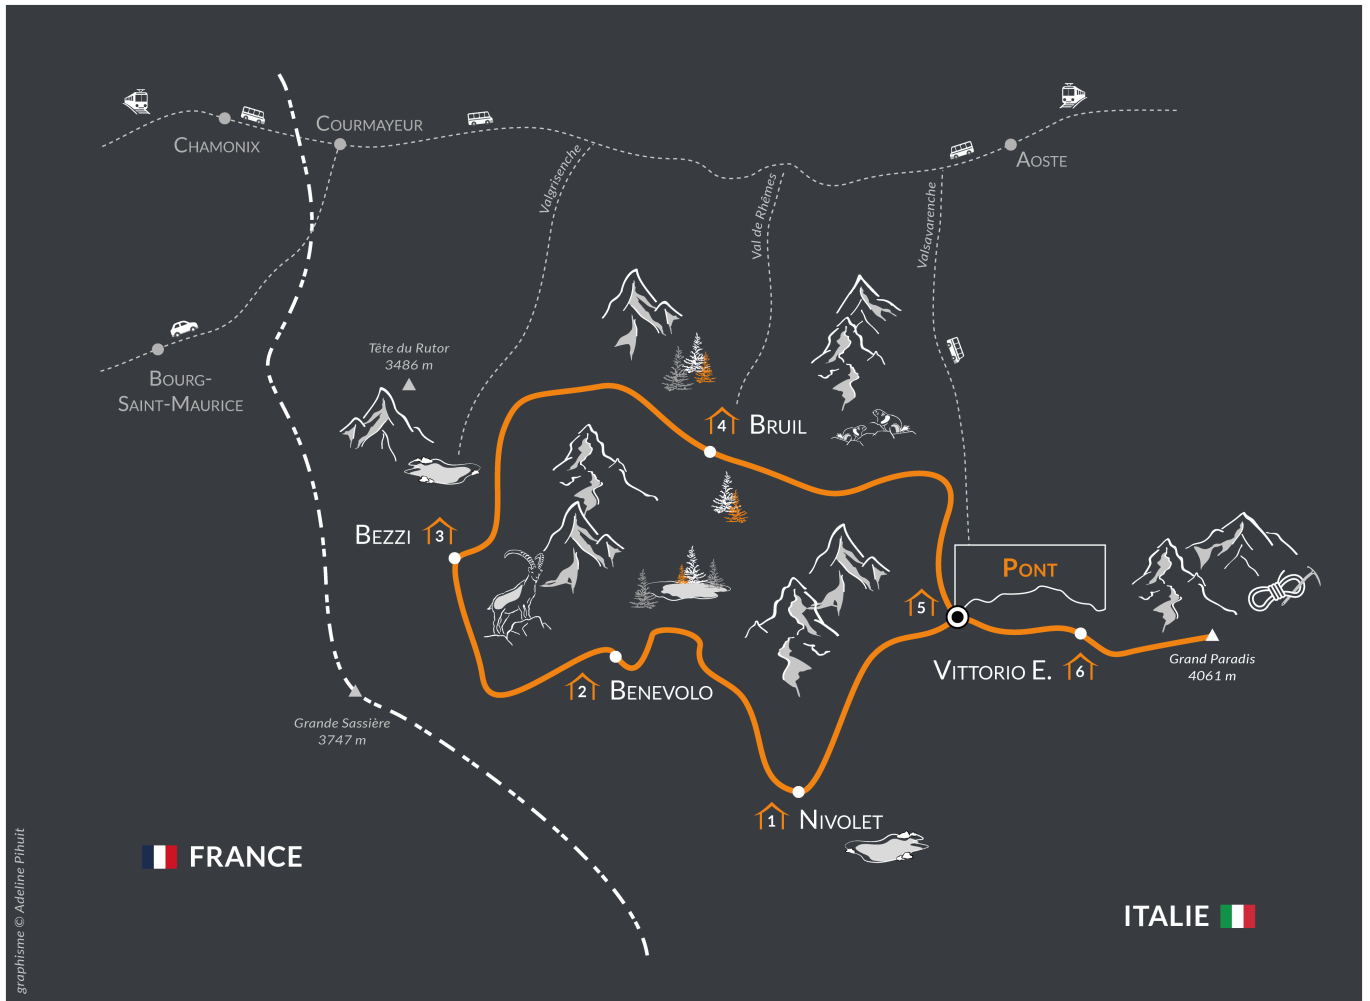 CHAMONIX
COURMAYEUR
AOSTE
Valgrisenche
Val de Rhêmes
Valsavarenche
BOURG-
SAINT-MAURICE
Tête du Rutor
3486 m
4
BRUIL
BEZZI
3
PONT
5
VITTORIO E.
6
Grand Paradis
4061 m
2
BENEVOLO
Grande Sassière
3747 m
1
NIVOLET
FRANCE
ITALIE
graphisme © Adeline Pihuit